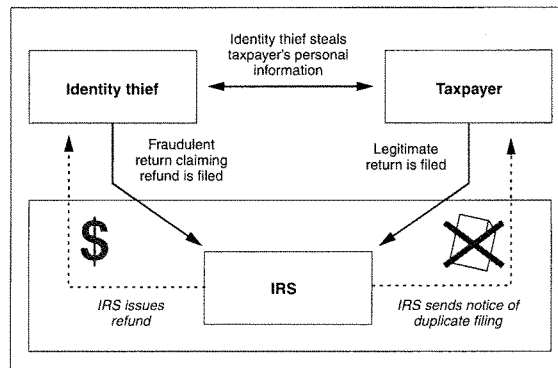 Identity thief steals
taxpayer's personal
information
Identity thief
Taxpayer
Fraudulent
return claiming
refund is filed
Legitimate
return is filed
$
IRS
IRS issues
refund
IRS sends notice of
duplicate filing